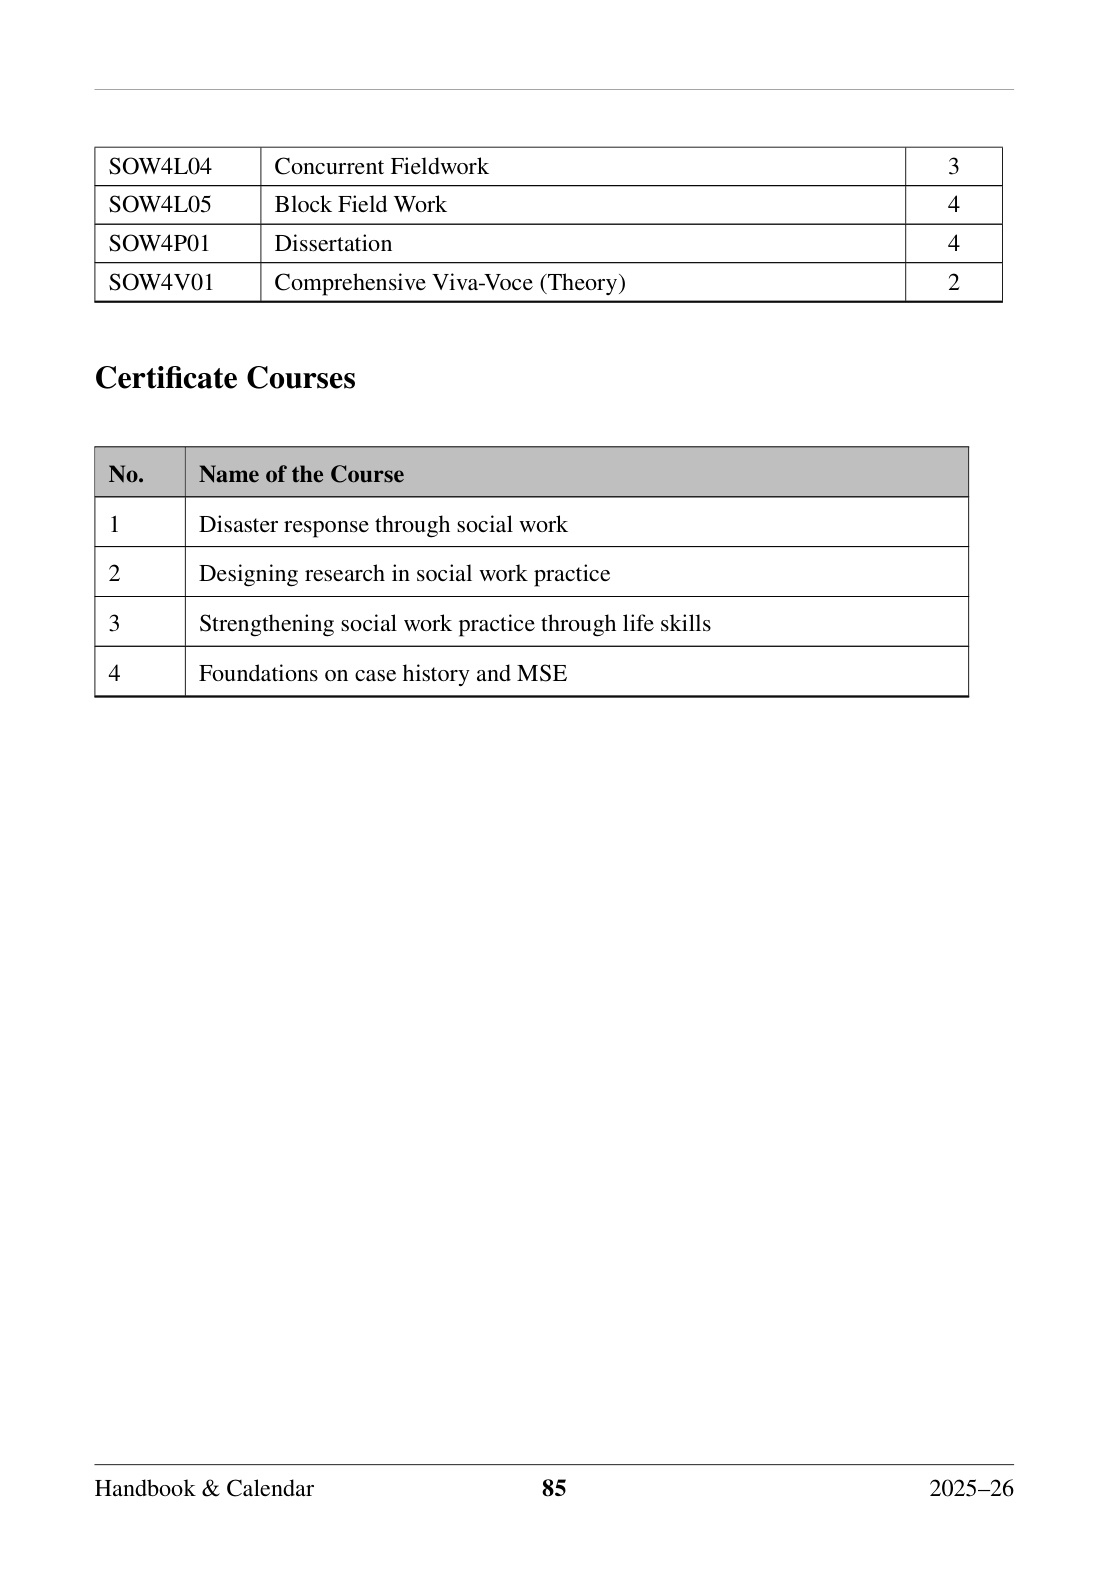 SOW4L04 Concurrent Fieldwork 3
SOW4L05 Block Field Work 4
SOW4P01 Dissertation 4
SOW4V01 Comprehensive Viva-Voce (Theory) 2
Certificate Courses
No. Name of the Course
1 Disaster response through social work
2 Designing research in social work practice
3 Strengthening social work practice through life skills
4 Foundations on case history and MSE
Handbook & Calendar 85 2025–26